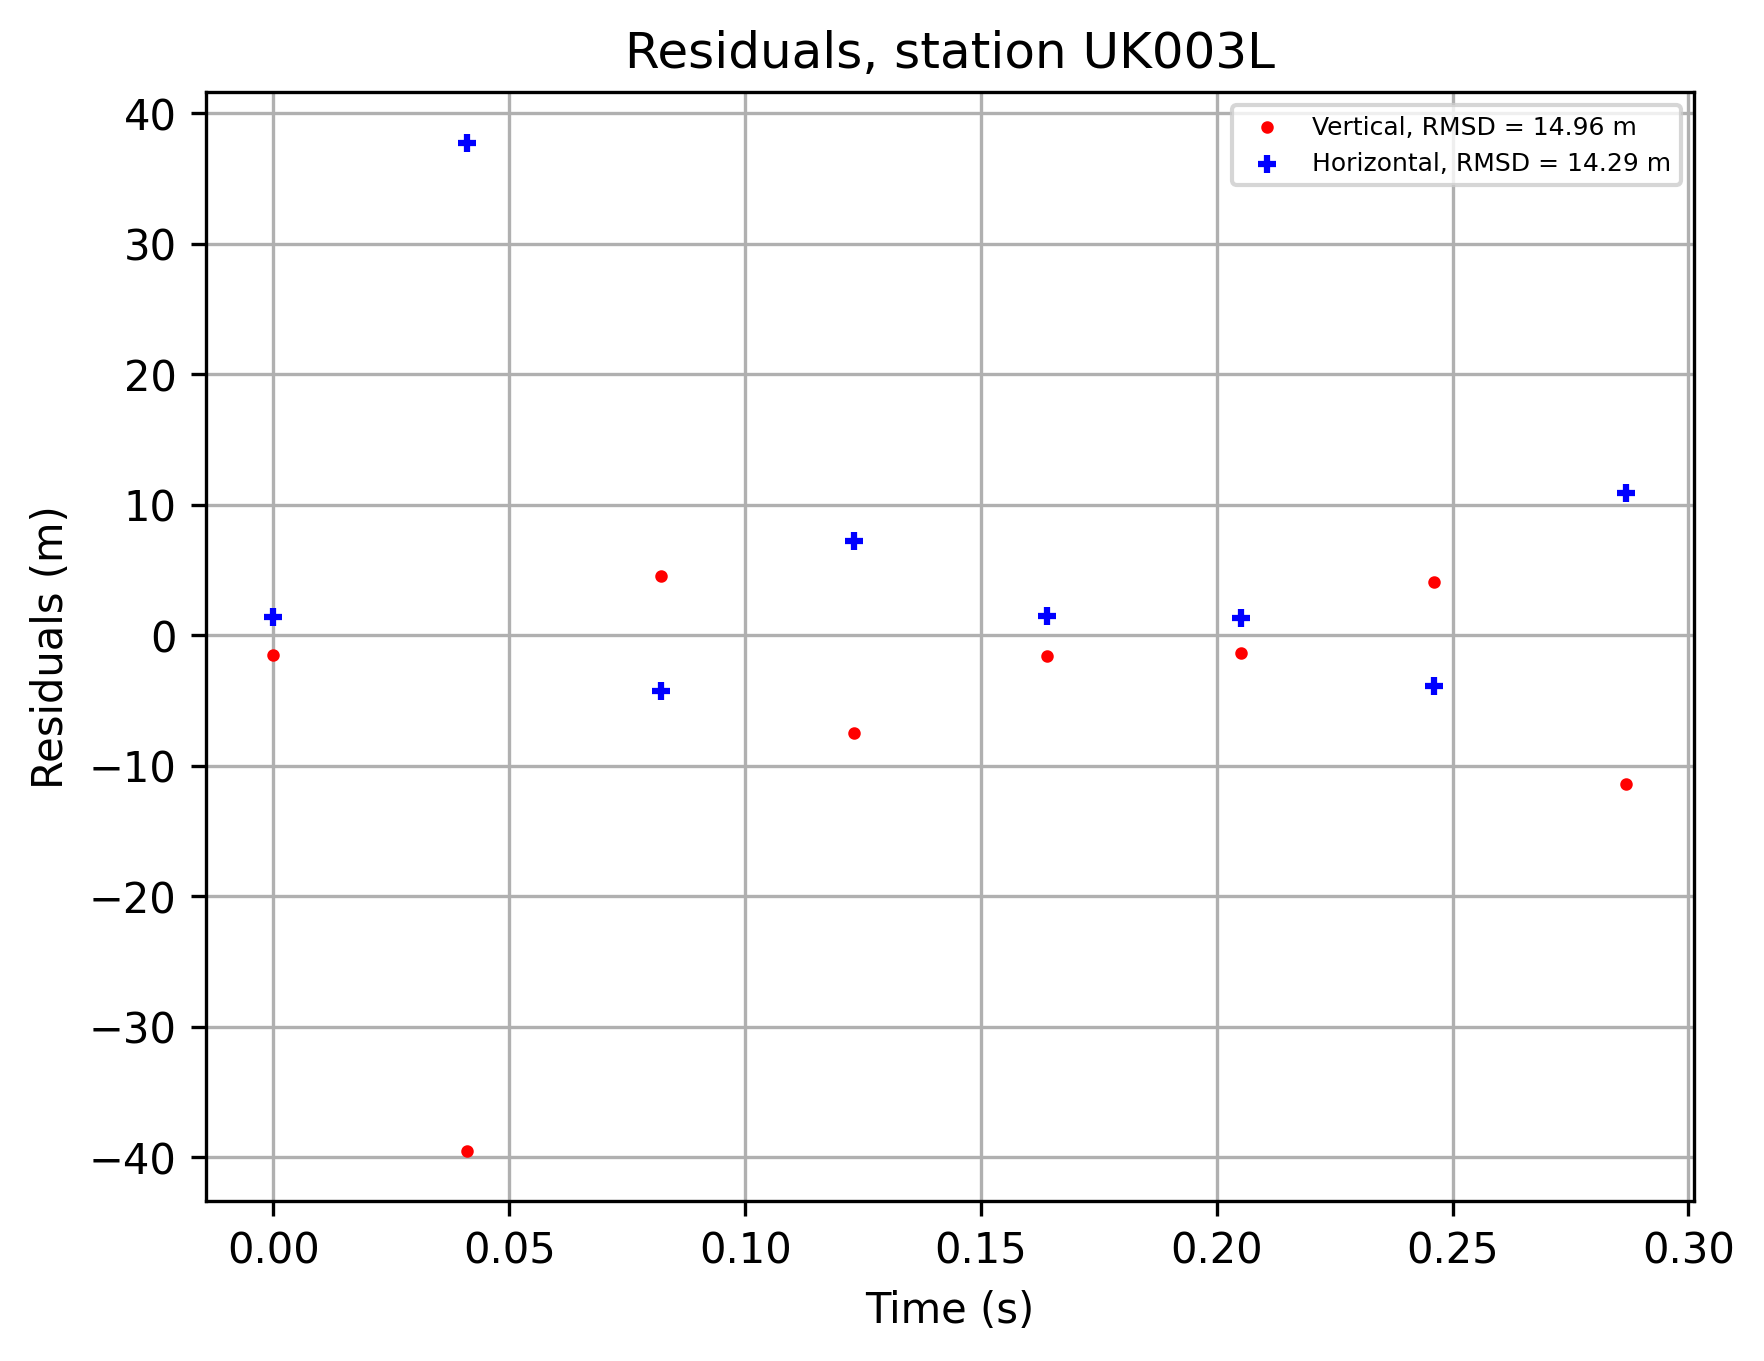 Residuals, station UK003L
Vertical, RMSD = 14.96 m
Horizontal, RMSD = 14.29 m
40
30
20
10
0
−10
−20
−30
−40
Residuals (m)
0.00 0.05 0.10 0.15 0.20 0.25 0.30
Time (s)